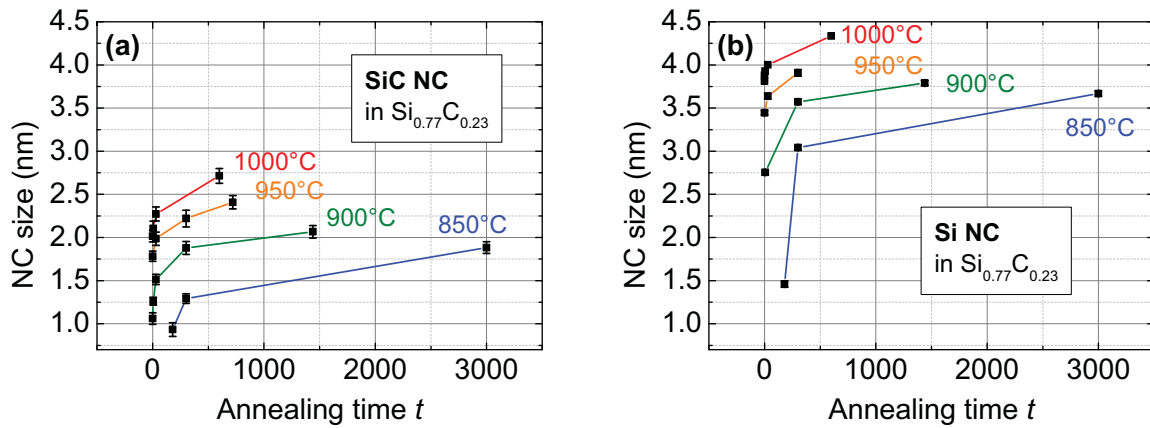 (a)
SiC NC
in Si0.77C0.23
1000°C
950°C
900°C
850°C
4.5
4.0
3.5
3.0
2.5
2.0
1.5
1.0
NC size (nm)
0 1000 2000 3000
Annealing time t
(b)
1000°C
950°C
900°C
850°C
Si NC
in Si0.77C0.23
4.5
4.0
3.5
3.0
2.5
2.0
1.5
1.0
NC size (nm)
0 1000 2000 3000
Annealing time t